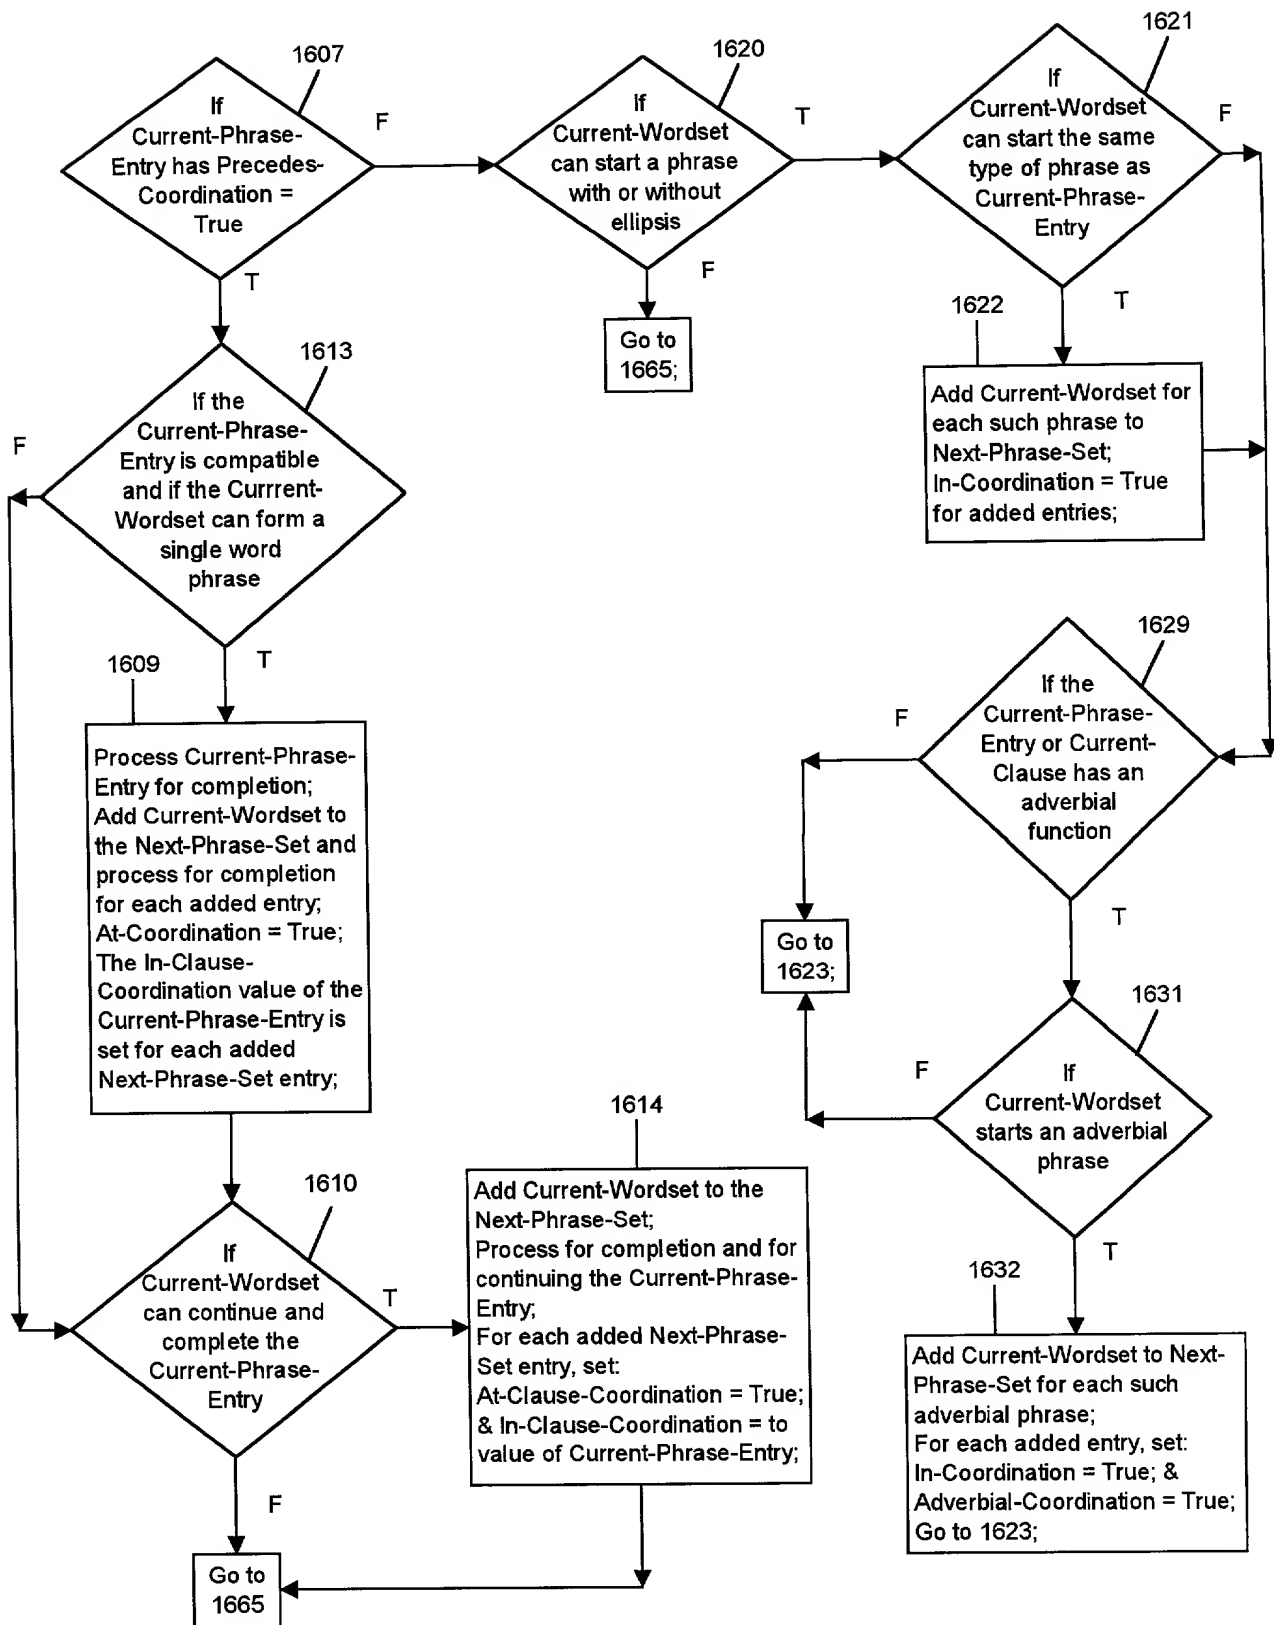 1607
If
Current-Phrase-
Entry has Precedes-
Coordination =
True
F
T
1620
If
Current-Wordset
can start a phrase
with or without
ellipsis
T
F
Go to
1665;
1621
If
Current-Wordset
can start the same
type of phrase as
Current-Phrase-
Entry
F
T
1622
Add Current-Wordset for
each such phrase to
Next-Phrase-Set;
In-Coordination = True
for added entries;
1613
If the
Current-Phrase-
Entry is compatible
and if the Currrent-
Wordset can form a
single word
phrase
F
T
1609
Process Current-Phrase-
Entry for completion;
Add Current-Wordset to
the Next-Phrase-Set and
process for completion
for each added entry;
At-Coordination = True;
The In-Clause-
Coordination value of the
Current-Phrase-Entry is
set for each added
Next-Phrase-Set entry;
1610
If
Current-Wordset
can continue and
complete the
Current-Phrase-
Entry
T
F
1614
Add Current-Wordset to the
Next-Phrase-Set;
Process for completion and for
continuing the Current-Phrase-
Entry;
For each added Next-Phrase-
Set entry, set:
At-Clause-Coordination = True;
& In-Clause-Coordination = to
value of Current-Phrase-Entry;
Go to
1665
1629
If the
Current-Phrase-
Entry or Current-
Clause has an
adverbial
function
F
T
Go to
1623;
1631
If
Current-Wordset
starts an adverbial
phrase
F
T
1632
Add Current-Wordset to Next-
Phrase-Set for each such
adverbial phrase;
For each added entry, set:
In-Coordination = True; &
Adverbial-Coordination = True;
Go to 1623;